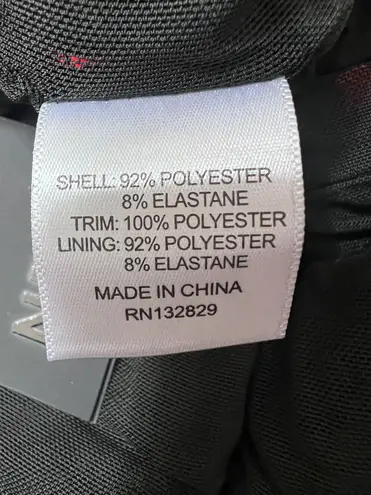 SHELL: 92% POLYESTER
8% ELASTANE
TRIM: 100% POLYESTER
LINING: 92% POLYESTER
8% ELASTANE
MADE IN CHINA
RN132829